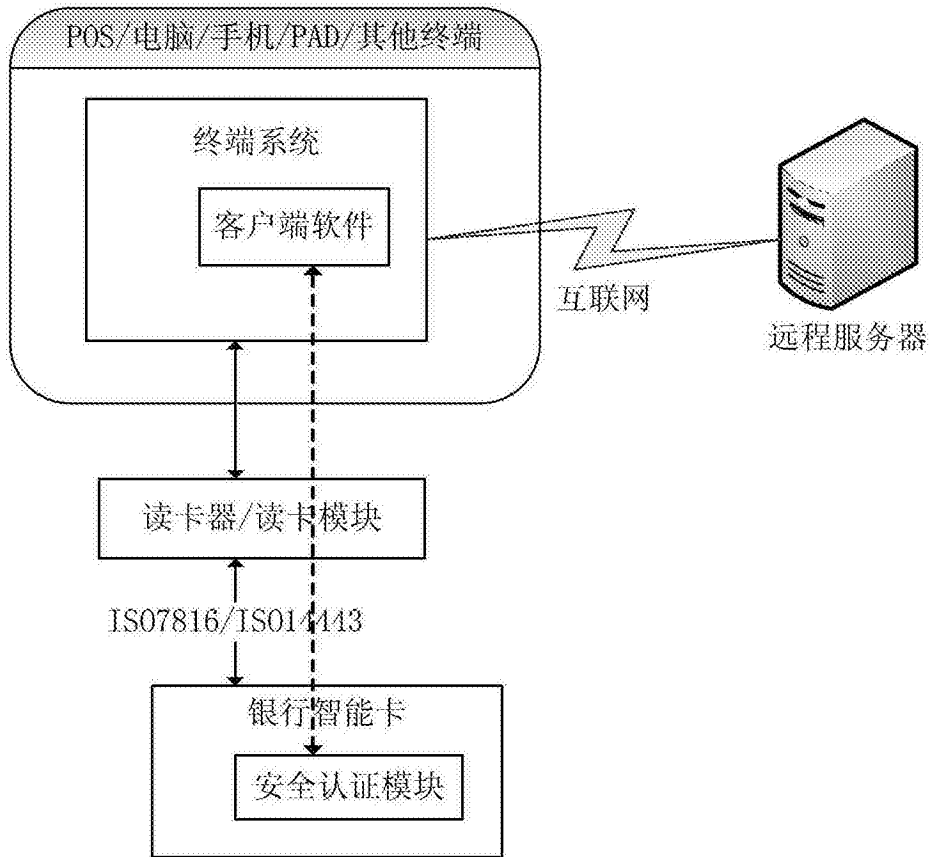 POS/电脑/手机/PAD/其他终端
终端系统
客户端软件
互联网
远程服务器
读卡器/读卡模块
ISO7816/ISO14443
银行智能卡
安全认证模块